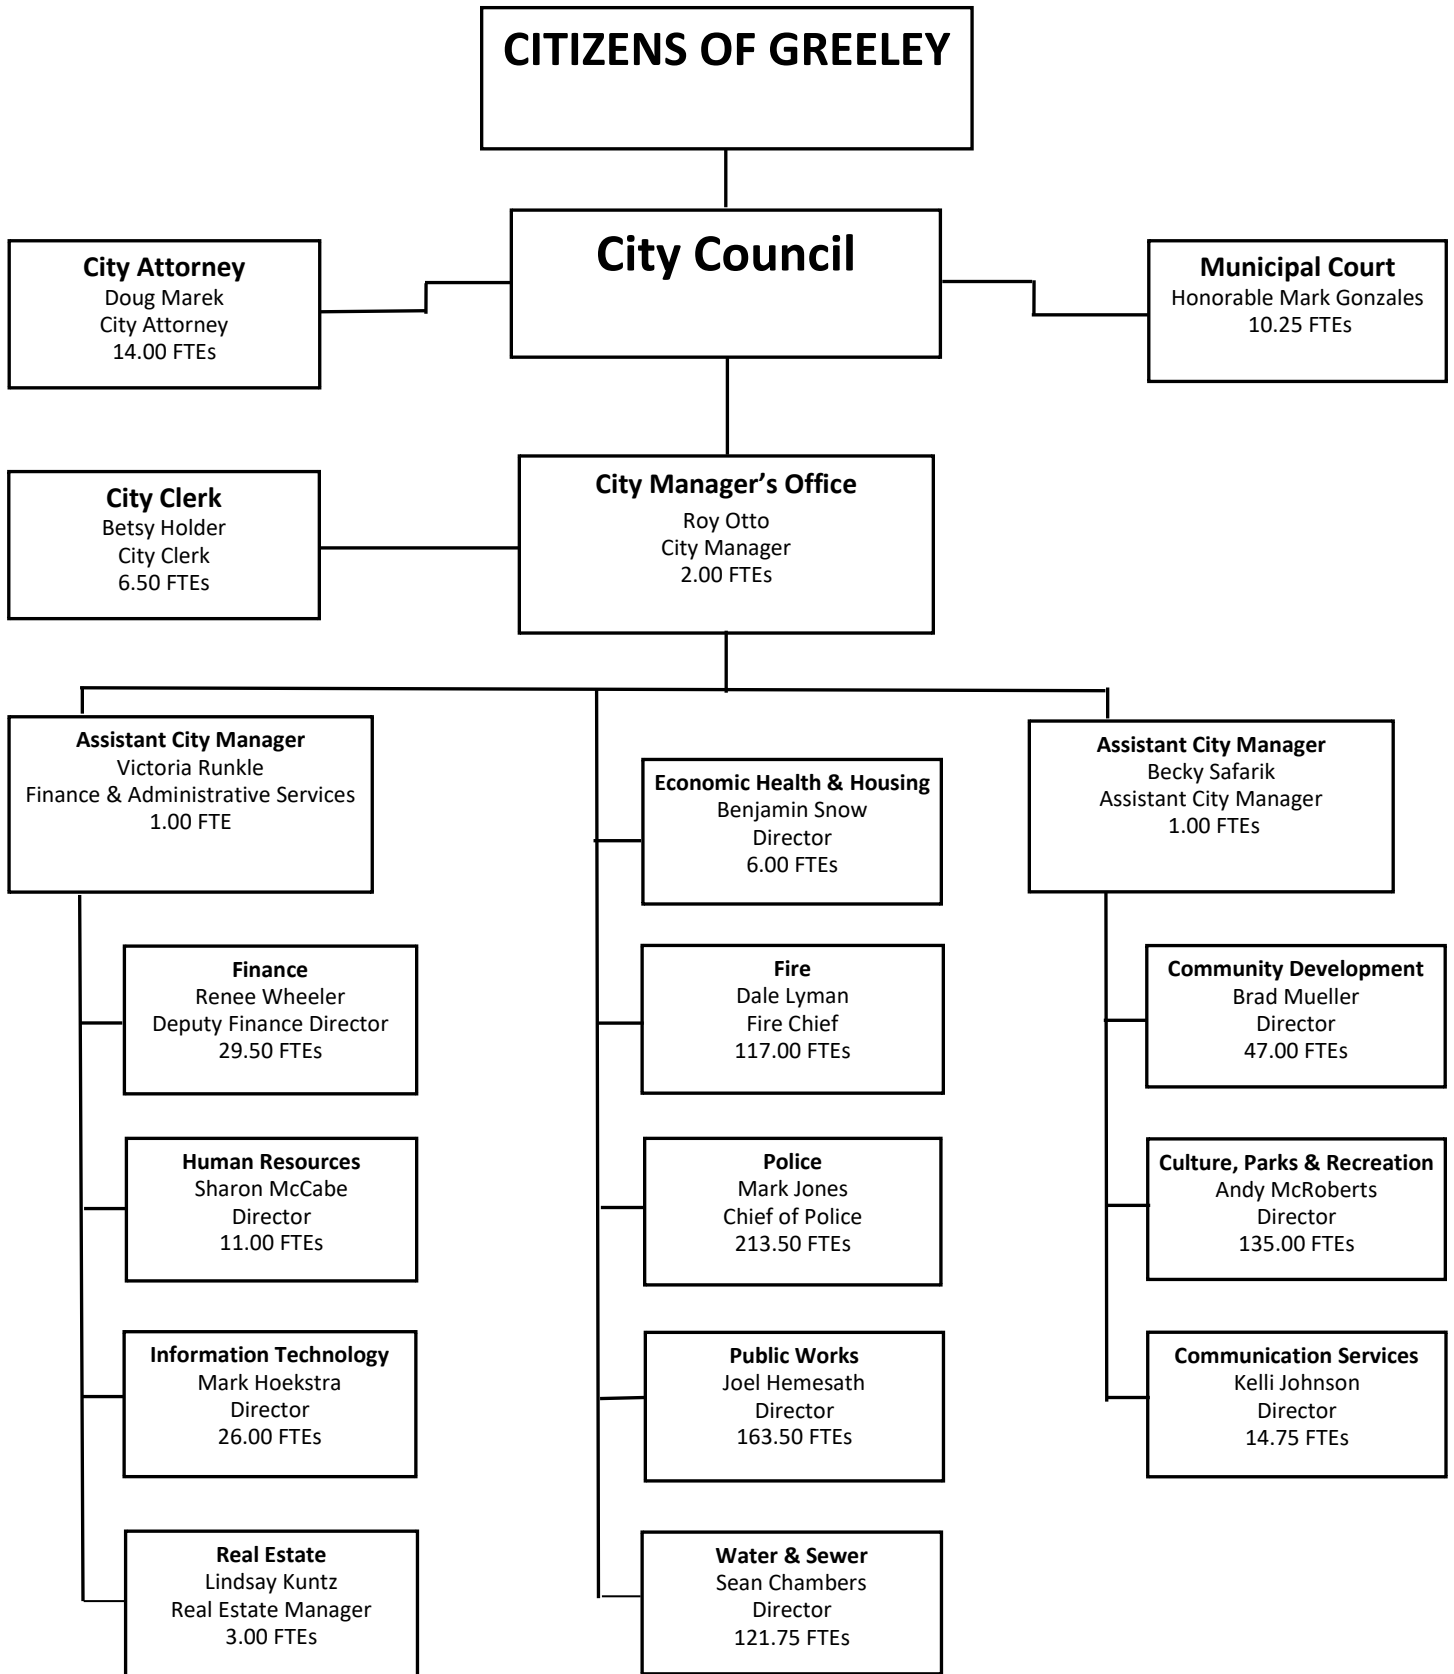 CITIZENS OF GREELEY
City Council
City Attorney
Doug Marek
City Attorney
14.00 FTEs
Municipal Court
Honorable Mark Gonzales
10.25 FTEs
City Clerk
Betsy Holder
City Clerk
6.50 FTEs
City Manager’s Office
Roy Otto
City Manager
2.00 FTEs
Assistant City Manager
Victoria Runkle
Finance & Administrative Services
1.00 FTE
Finance
Renee Wheeler
Deputy Finance Director
29.50 FTEs
Human Resources
Sharon McCabe
Director
11.00 FTEs
Information Technology
Mark Hoekstra
Director
26.00 FTEs
Real Estate
Lindsay Kuntz
Real Estate Manager
3.00 FTEs
Economic Health & Housing
Benjamin Snow
Director
6.00 FTEs
Fire
Dale Lyman
Fire Chief
117.00 FTEs
Police
Mark Jones
Chief of Police
213.50 FTEs
Public Works
Joel Hemesath
Director
163.50 FTEs
Water & Sewer
Sean Chambers
Director
121.75 FTEs
Assistant City Manager
Becky Safarik
Assistant City Manager
1.00 FTEs
Community Development
Brad Mueller
Director
47.00 FTEs
Culture, Parks & Recreation
Andy McRoberts
Director
135.00 FTEs
Communication Services
Kelli Johnson
Director
14.75 FTEs